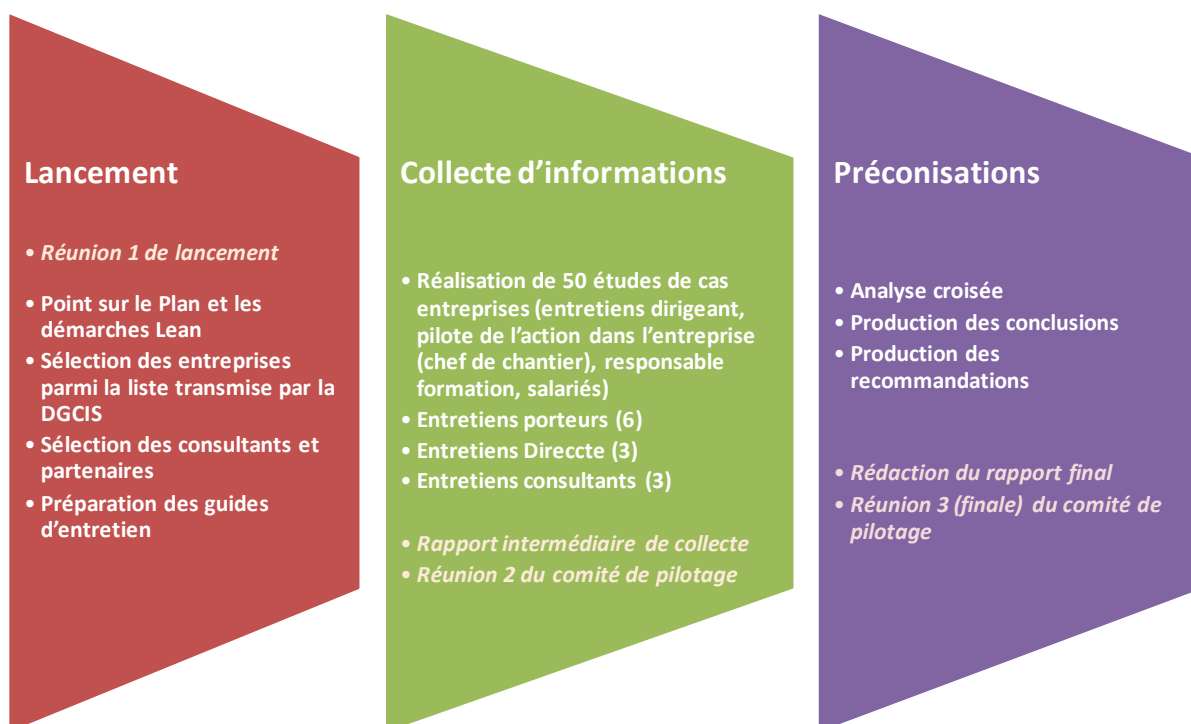 Lancement
• Réunion 1 de lancement
• Point sur le Plan et les
démarches Lean
• Sélection des entreprises
parmi la liste transmise par la
DGCIS
• Sélection des consultants et
partenaires
• Préparation des guides
d’entretien
Collecte d’informations
• Réalisation de 50 études de cas
entreprises (entretiens dirigeant,
pilote de l’action dans l’entreprise
(chef de chantier), responsable
formation, salariés)
• Entretiens porteurs (6)
• Entretiens Direccte (3)
• Entretiens consultants (3)
• Rapport intermédiaire de collecte
• Réunion 2 du comité de pilotage
Préconisations
• Analyse croisée
• Production des conclusions
• Production des
recommandations
• Rédaction du rapport final
• Réunion 3 (finale) du comité de
pilotage